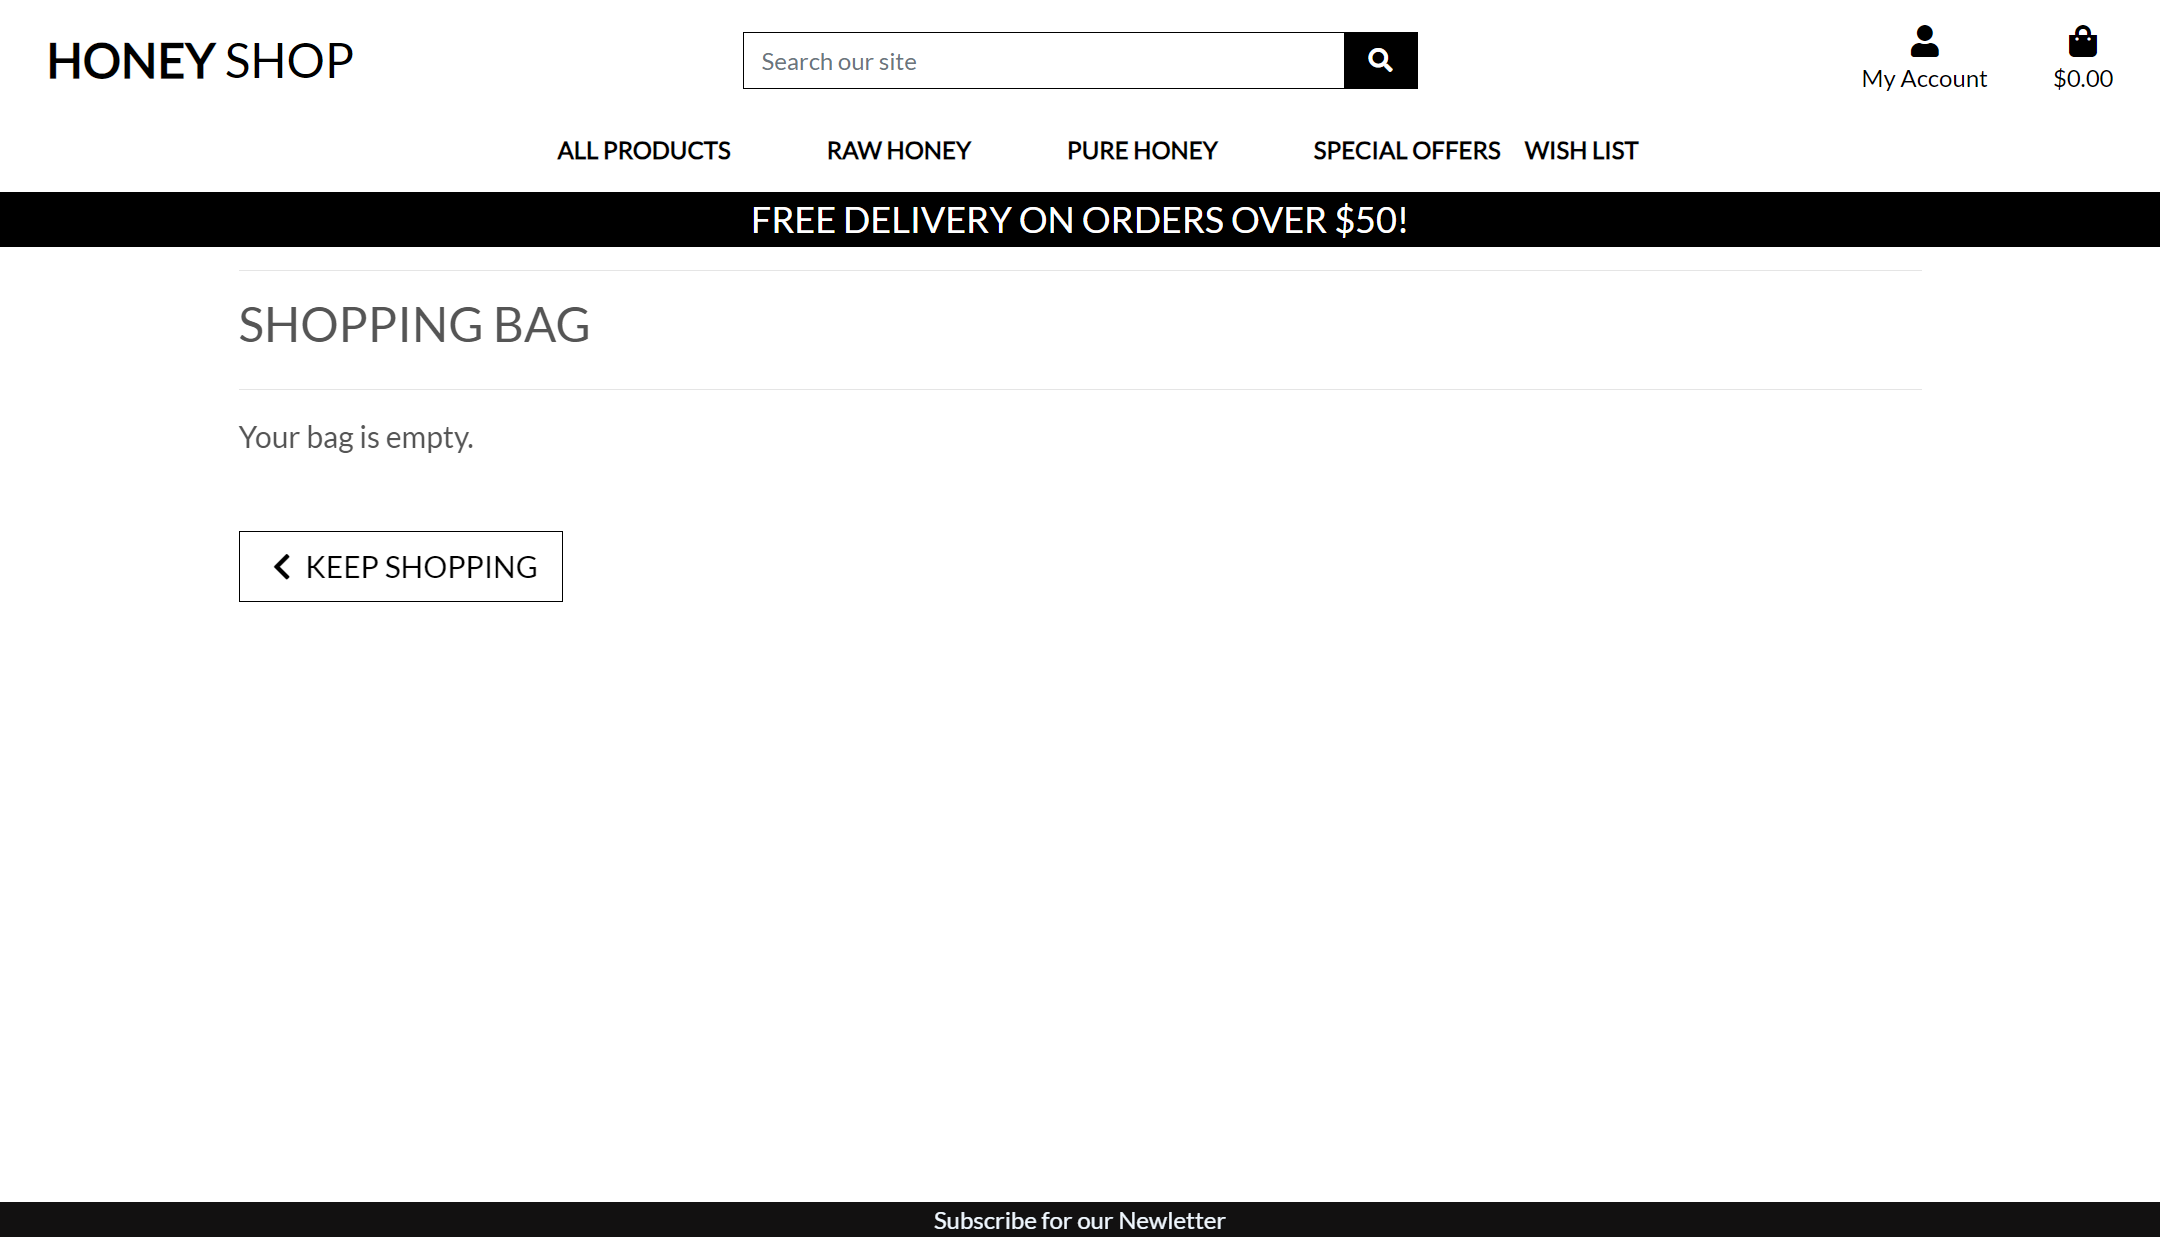 HONEY SHOP
Search our site
My Account
$0.00
ALL PRODUCTS
RAW HONEY
PURE HONEY
SPECIAL OFFERS
WISH LIST
FREE DELIVERY ON ORDERS OVER $50!
SHOPPING BAG
Your bag is empty.
KEEP SHOPPING
Subscribe for our Newletter